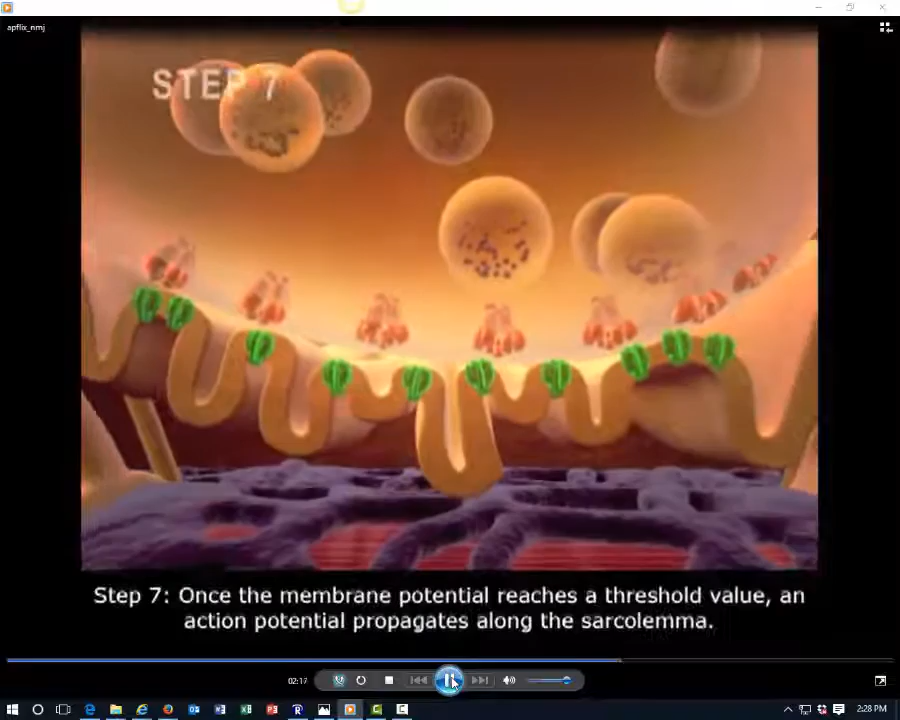 apflix_nmj
STEP 7
Step 7: Once the membrane potential reaches a threshold value, an
action potential propagates along the sarcolemma.
02:17
2:28 PM